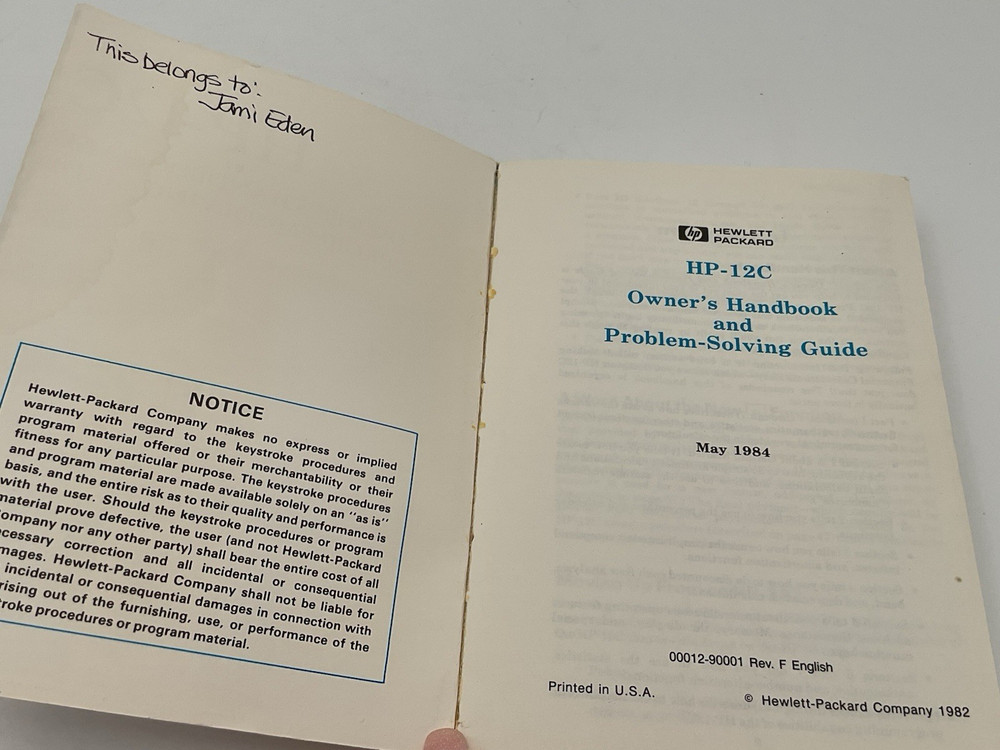 This belongs to:
Jami Eden
NOTICE
Hewlett-Packard Company makes no express or implied
warranty with regard to the keystroke procedures and
program material offered or their merchantability or their
fitness for any particular purpose. The keystroke procedures
and program material are made available solely on an "as is"
basis, and the entire risk as to their quality and performance is
with the user. Should the keystroke procedures or program
material prove defective, the user (and not Hewlett-Packard
ompany nor any other party) shall bear the entire cost of all
cessary correction and all incidental or consequential
mages. Hewlett-Packard Company shall not be liable for
incidental or consequential damages in connection with
rising out of the furnishing, use, or performance of the
troke procedures or program material.
hp HEWLETT
PACKARD
HP-12C
Owner's Handbook
and
Problem-Solving Guide
May 1984
00012-90001 Rev. F English
Printed in U.S.A.
© Hewlett-Packard Company 1982